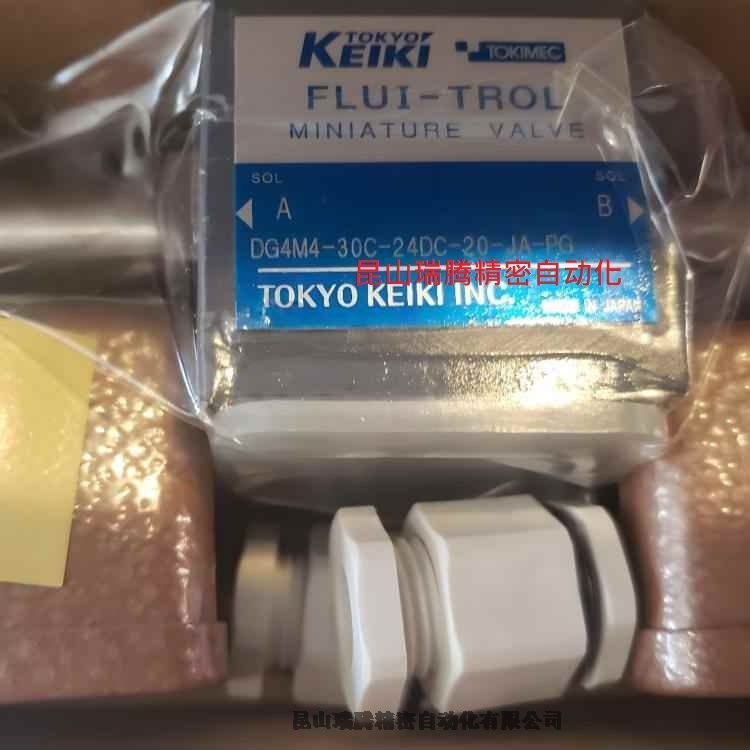 TOKYO
KEIKI TOKIMEC
FLUI-TROL
MINIATURE VALVE
SOL SOL
A B
DG4M4-30C-24DC-20-JA-PG
昆山瑞腾精密自动化
TOKYO KEIKI INC. MADE IN JAPAN
昆山瑞腾精密自动化有限公司